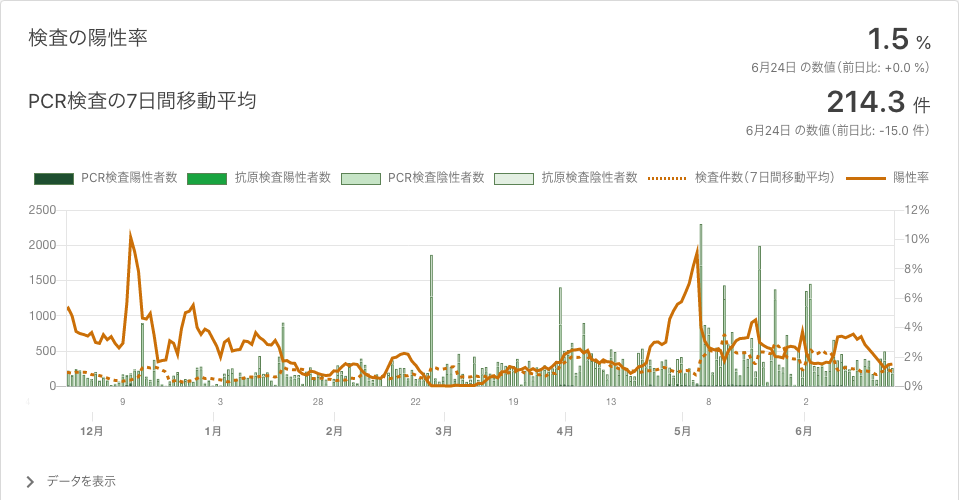 検査の陽性率
1.5 %
6月24日 の数値（前日比: +0.0 %）
PCR検査の7日間移動平均
214.3 件
6月24日 の数値（前日比: -15.0 件）
PCR検査陽性者数 抗原検査陽性者数 PCR検査陰性者数 抗原検査陰性者数 検査件数（7日間移動平均） 陽性率
2500 12%
10%
2000
8%
1500
6%
1000
4%
500
2%
0 0%
9 3 28 22 19 13 8 2
12月 1月 2月 3月 4月 5月 6月
データを表示